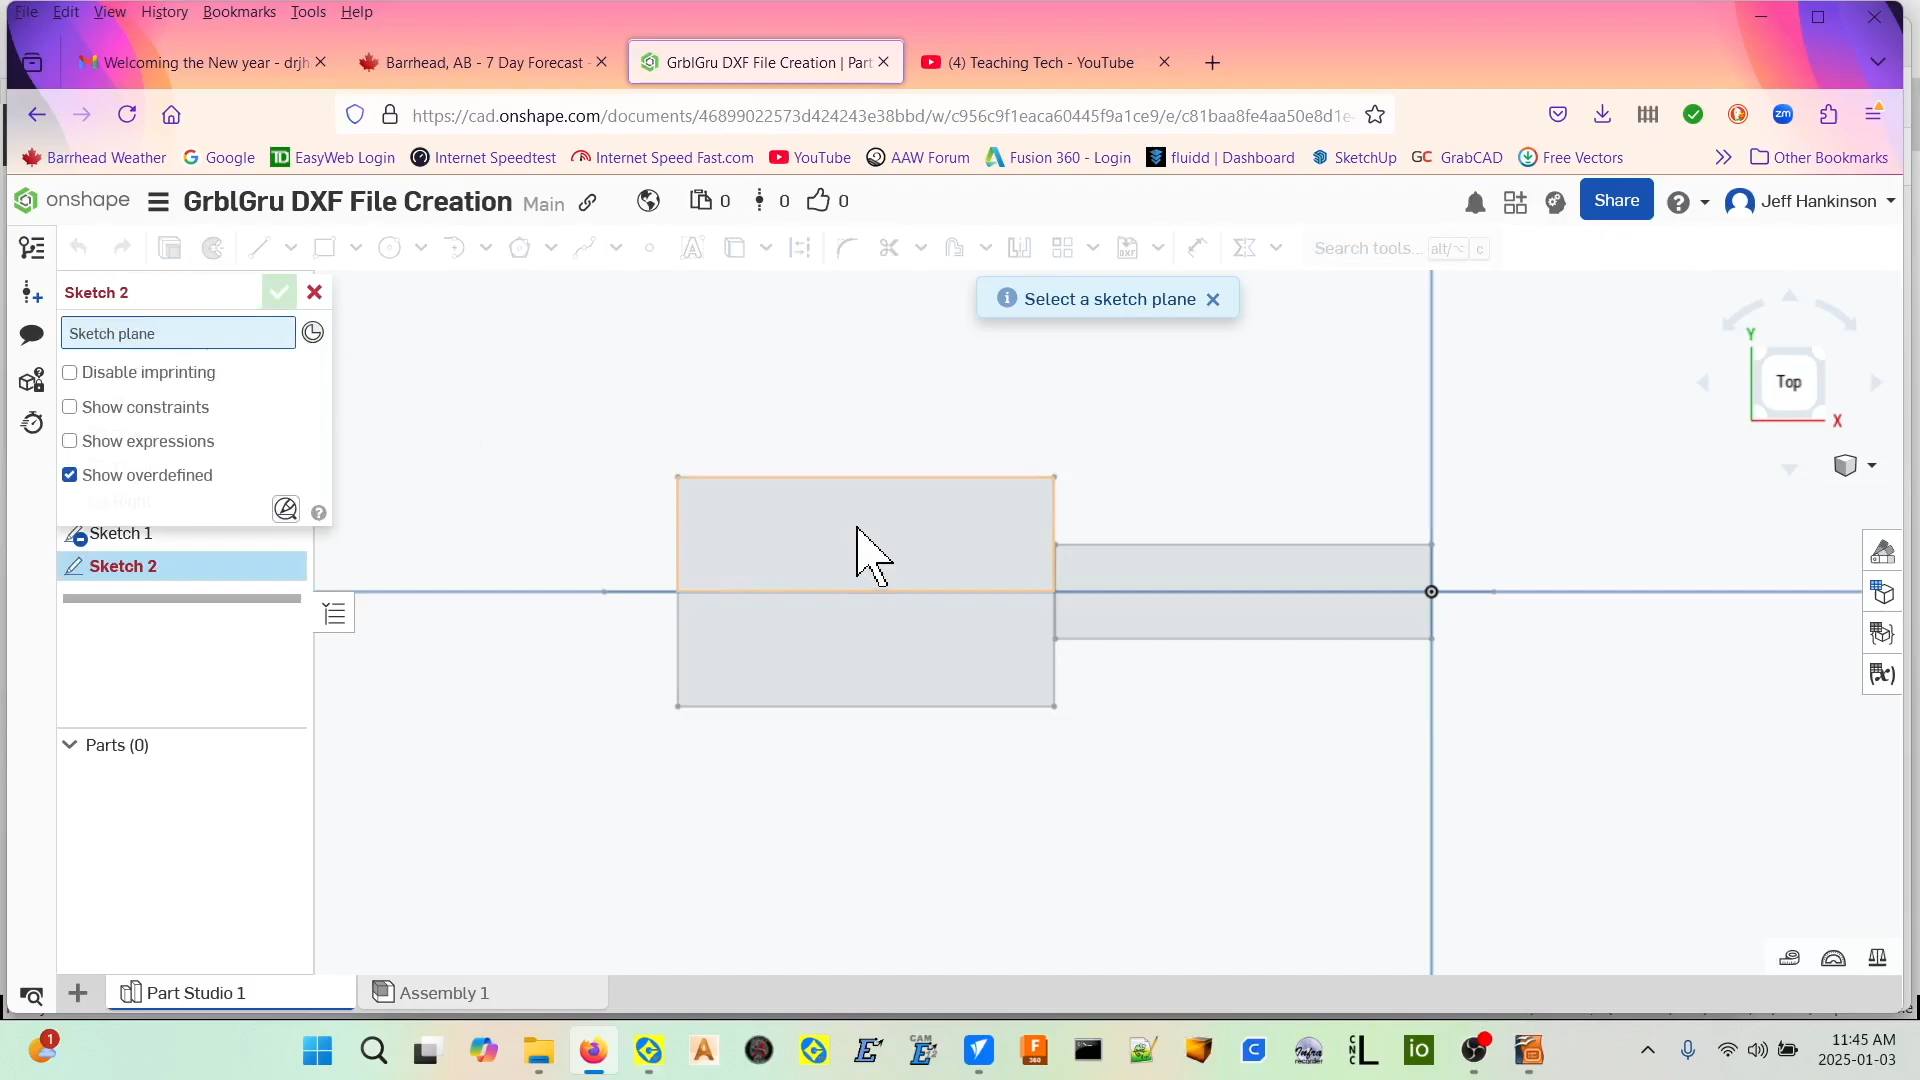 File Edit View History Bookmarks Tools Help
Welcoming the New year - drjh
Barrhead, AB - 7 Day Forecast -
GrblGru DXF File Creation | Part
(4) Teaching Tech - YouTube
https://cad.onshape.com/documents/46899022573d424243e38bbd/w/c956c9f1eaca60445f9a1ce9/e/c81baa8fe4aa50e8d1e
zm
Barrhead Weather Google EasyWeb Login Internet Speedtest Internet Speed Fast.com YouTube AAW Forum Fusion 360 - Login fluidd | Dashboard SketchUp GC GrabCAD Free Vectors Other Bookmarks
onshape GrblGru DXF File Creation Main 0 0 0 Share Jeff Hankinson
Search tools... alt/⌥ c
Sketch 2
Select a sketch plane
Sketch plane
Disable imprinting
Show constraints
Show expressions
Show overdefined
Right
Sketch 1
Sketch 2
Parts (0)
Y
Top
X
(x)
Part Studio 1 Assembly 1
1
11:45 AM
2025-01-03